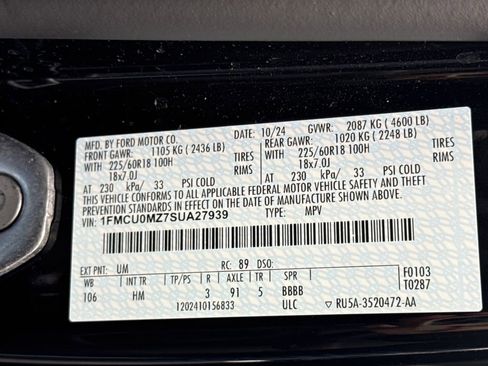 MFD. BY FORD MOTOR CO. DATE: 10/24 GVWR: 2087 KG ( 4600 LB)
FRONT GAWR: 1105 KG ( 2436 LB) REAR GAWR: 1020 KG ( 2248 LB)
WITH 225/60R18 100H TIRES WITH 225/60R18 100H TIRES
18x7.0J RIMS 18x7.0J RIMS
AT 230 kPa/ 33 PSI COLD AT 230 kPa/ 33 PSI COLD
THIS VEHICLE CONFORMS TO ALL APPLICABLE FEDERAL MOTOR VEHICLE SAFETY AND THEFT PREVENTION STANDARDS IN EFFECT ON THE DATE OF MANUFACTURE SHOWN ABOVE.
VIN: 1FMCU0MZ7SUA27939 TYPE: MPV
EXT PNT: UM RC: 89 DSO: F0103
WB INT TR TP/PS R AXLE TR SPR T0287
106 HM 3 91 5 BBBB
1202410156833 ULC ▽ RU5A-3520472-AA